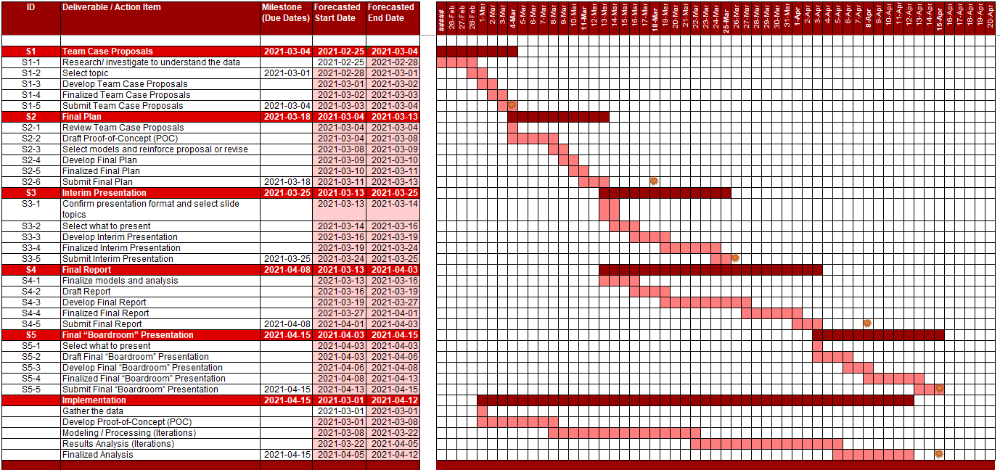 ID Deliverable / Action Item Milestone (Due Dates) Forecasted Start Date Forecasted End Date ##### 26-Feb 27-Feb 28-Feb 1-Mar 2-Mar 3-Mar 4-Mar 5-Mar 6-Mar 7-Mar 8-Mar 9-Mar 10-Mar 11-Mar 12-Mar 13-Mar 14-Mar 15-Mar 16-Mar 17-Mar 18-Mar 19-Mar 20-Mar 21-Mar 22-Mar 23-Mar 24-Mar 25-Mar 26-Mar 27-Mar 28-Mar 29-Mar 30-Mar 31-Mar 1-Apr 2-Apr 3-Apr 4-Apr 5-Apr 6-Apr 7-Apr 8-Apr 9-Apr 10-Apr 11-Apr 12-Apr 13-Apr 14-Apr 15-Apr 16-Apr 17-Apr 18-Apr 19-Apr 20-Apr
S1 Team Case Proposals 2021-03-04 2021-02-25 2021-03-04
S1-1 Research/ investigate to understand the data 2021-02-25 2021-02-28
S1-2 Select topic 2021-03-01 2021-02-28 2021-03-01
S1-3 Develop Team Case Proposals 2021-03-01 2021-03-02
S1-4 Finalized Team Case Proposals 2021-03-02 2021-03-03
S1-5 Submit Team Case Proposals 2021-03-04 2021-03-03 2021-03-04
S2 Final Plan 2021-03-18 2021-03-04 2021-03-13
S2-1 Review Team Case Proposals 2021-03-04 2021-03-04
S2-2 Draft Proof-of-Concept (POC) 2021-03-04 2021-03-08
S2-3 Select models and reinforce proposal or revise 2021-03-08 2021-03-09
S2-4 Develop Final Plan 2021-03-09 2021-03-10
S2-5 Finalized Final Plan 2021-03-10 2021-03-11
S2-6 Submit Final Plan 2021-03-18 2021-03-11 2021-03-13
S3 Interim Presentation 2021-03-25 2021-03-13 2021-03-25
S3-1 Confirm presentation format and select slide 2021-03-13 2021-03-14
topics
S3-2 Select what to present 2021-03-14 2021-03-16
S3-3 Develop Interim Presentation 2021-03-16 2021-03-19
S3-4 Finalized Interim Presentation 2021-03-19 2021-03-24
S3-5 Submit Interim Presentation 2021-03-25 2021-03-24 2021-03-25
S4 Final Report 2021-04-08 2021-03-13 2021-04-03
S4-1 Finalize models and analysis 2021-03-13 2021-03-16
S4-2 Draft Report 2021-03-16 2021-03-19
S4-3 Develop Final Report 2021-03-19 2021-03-27
S4-4 Finalized Final Report 2021-03-27 2021-04-01
S4-5 Submit Final Report 2021-04-08 2021-04-01 2021-04-03
S5 Final “Boardroom” Presentation 2021-04-15 2021-04-03 2021-04-15
S5-1 Select what to present 2021-04-03 2021-04-03
S5-2 Draft Final “Boardroom” Presentation 2021-04-03 2021-04-06
S5-3 Develop Final “Boardroom” Presentation 2021-04-06 2021-04-08
S5-4 Finalized Final “Boardroom” Presentation 2021-04-08 2021-04-13
S5-5 Submit Final “Boardroom” Presentation 2021-04-15 2021-04-13 2021-04-15
Implementation 2021-04-15 2021-03-01 2021-04-12
Gather the data 2021-03-01 2021-03-01
Develop Proof-of-Concept (POC) 2021-03-01 2021-03-08
Modeling / Processing (Iterations) 2021-03-08 2021-03-22
Results Analysis (Iterations) 2021-03-22 2021-04-05
Finalized Analysis 2021-04-15 2021-04-05 2021-04-12